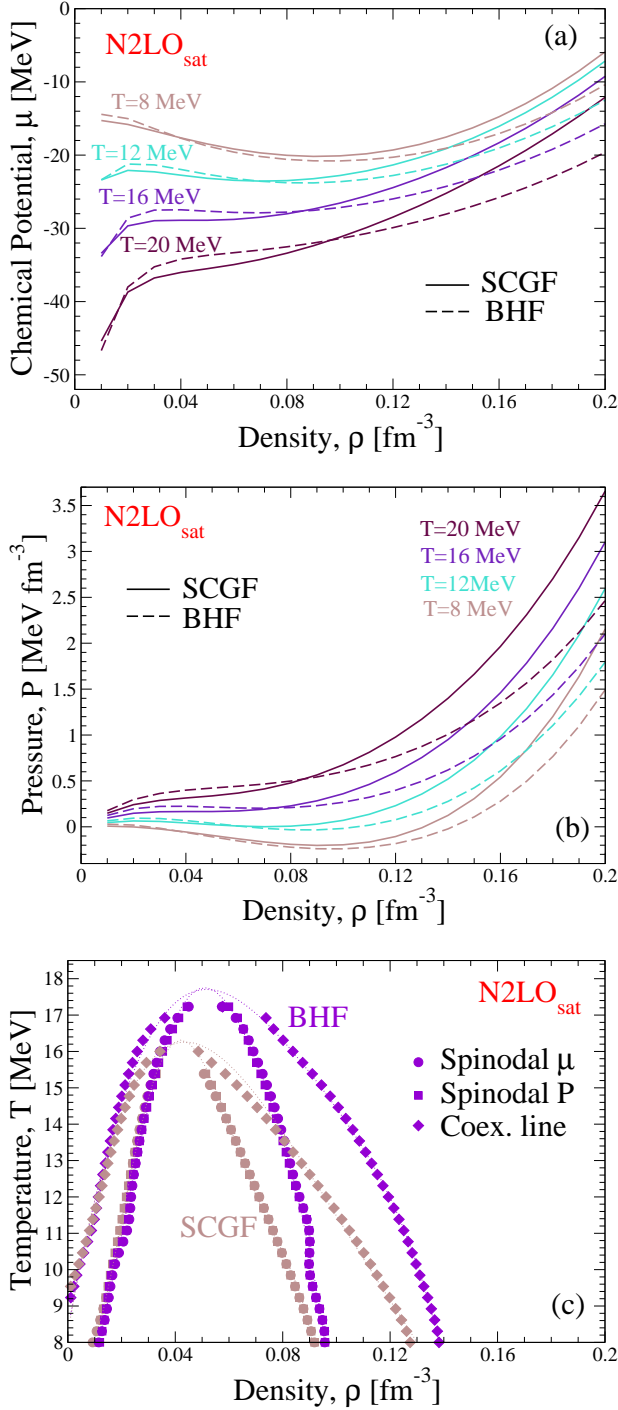 0
-10
-20
-30
-40
-50
Chemical Potential, μ [MeV]
N2LOsat
(a)
T=8 MeV
T=12 MeV
T=16 MeV
T=20 MeV
SCGF
BHF
0.04 0.08 0.12 0.16 0.2
Density, ρ [fm-3]
3.5
3
2.5
2
1.5
1
0.5
0
Pressure, P [MeV fm-3]
N2LOsat
SCGF
BHF
T=20 MeV
T=16 MeV
T=12MeV
T=8 MeV
(b)
0.04 0.08 0.12 0.16 0.2
Density, ρ [fm-3]
18
17
16
15
14
13
12
11
10
9
8
Temperature, T [MeV]
N2LOsat
BHF
Spinodal μ
Spinodal P
Coex. line
SCGF
(c)
0 0.04 0.08 0.12 0.16 0.2
Density, ρ [fm-3]